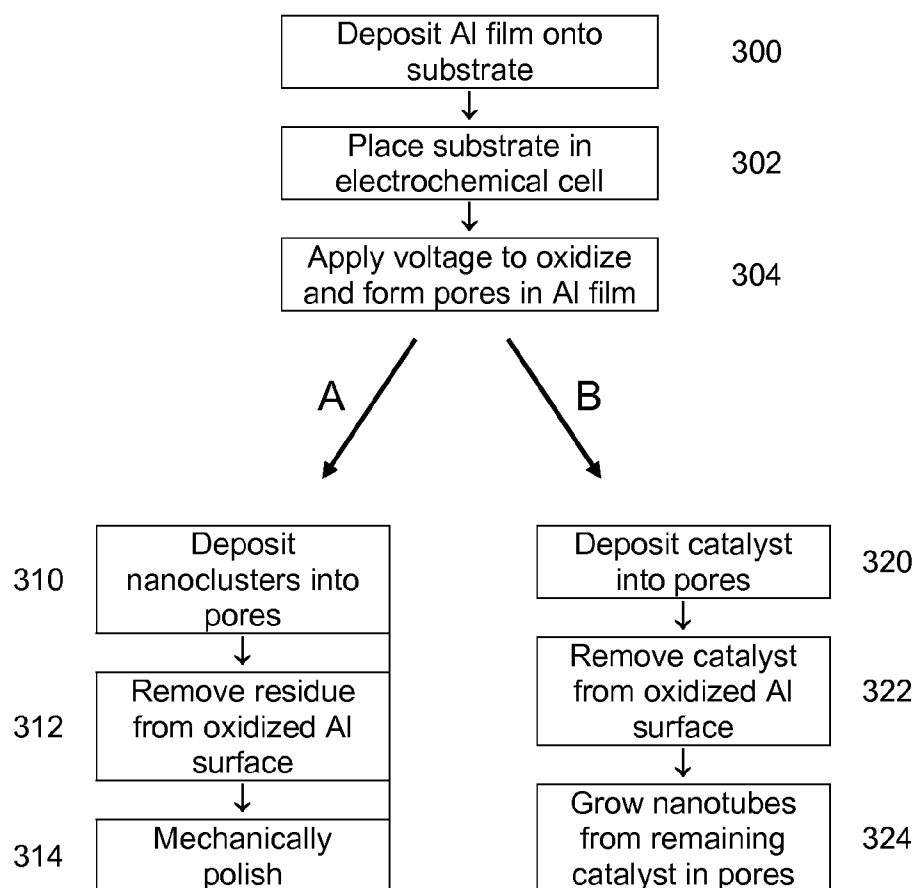 Deposit Al film onto
substrate
300
Place substrate in
electrochemical cell
302
Apply voltage to oxidize
and form pores in Al film
304
A
B
310
Deposit
nanoclusters into
pores
312
Remove residue
from oxidized Al
surface
314
Mechanically
polish
Deposit catalyst
into pores
320
Remove catalyst
from oxidized Al
surface
322
Grow nanotubes
from remaining
catalyst in pores
324